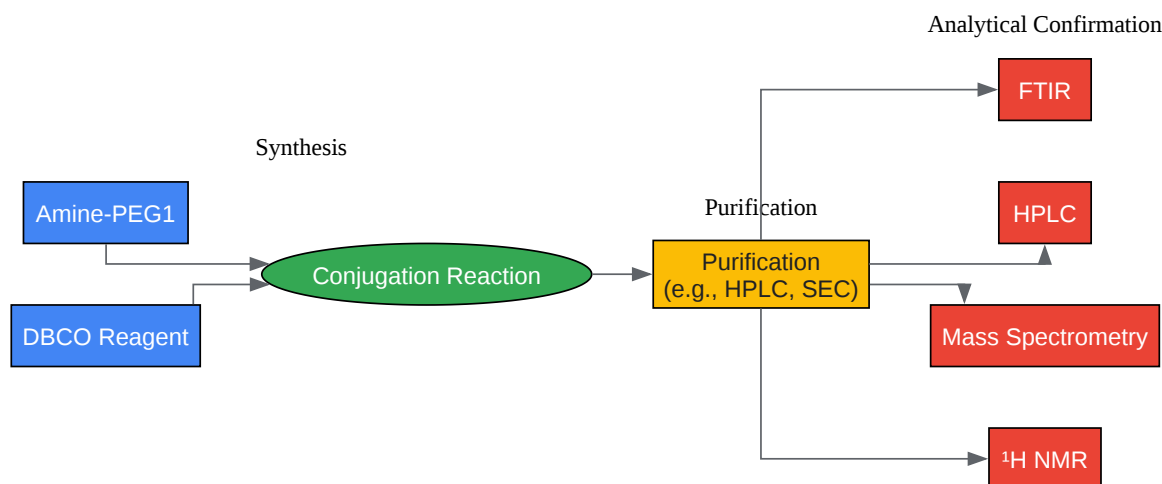 Analytical Confirmation
FTIR
Synthesis
Amine-PEG1
HPLC
Purification
Conjugation Reaction
Purification
(e.g., HPLC, SEC)
DBCO Reagent
Mass Spectrometry
¹H NMR